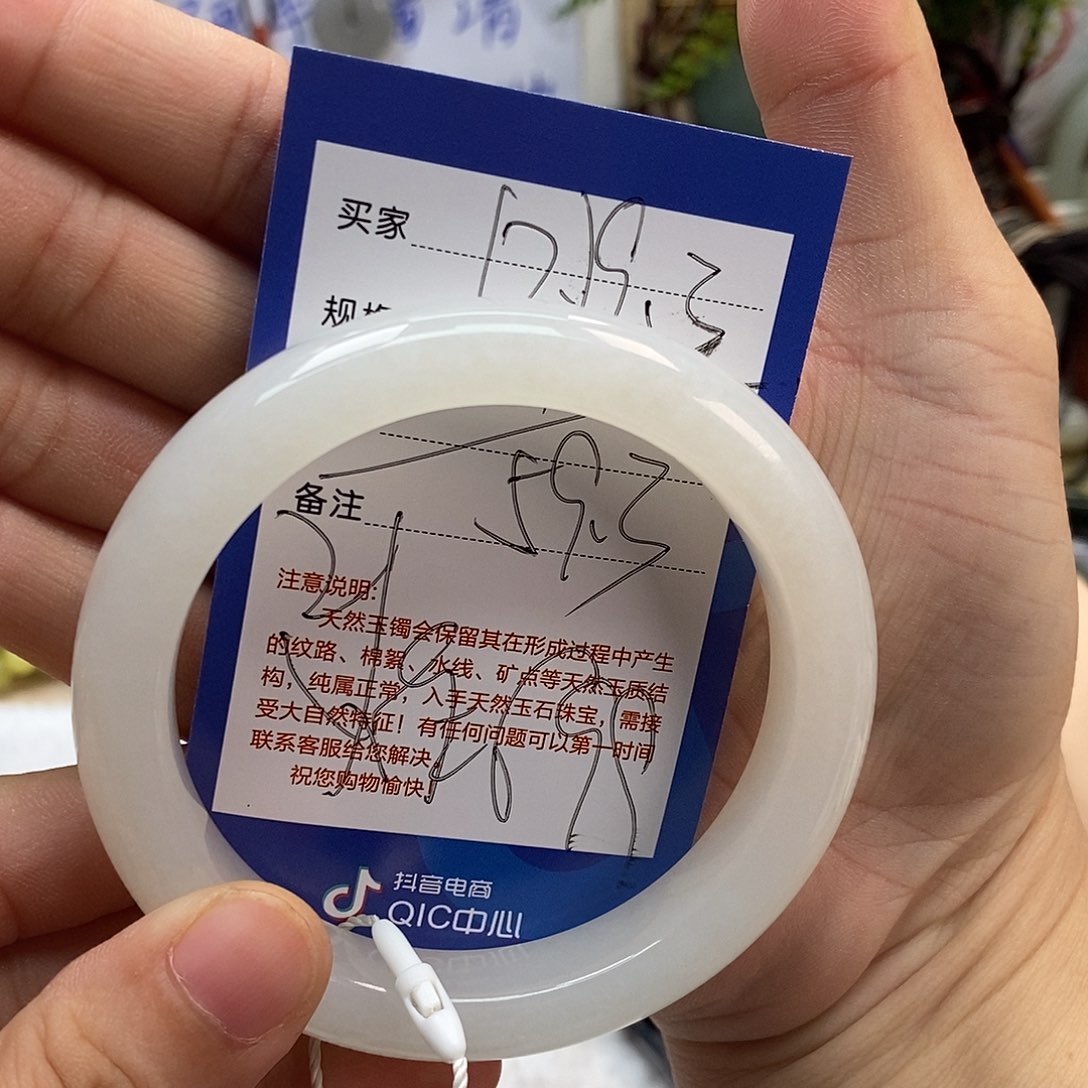 买家
规格
59.3
备注
注意说明:
天然玉镯会保留其在形成过程中产生
的纹路、棉絮、水线、矿点等天然玉质结
构，纯属正常，入手天然玉石珠宝，需接
受大自然特征！有任何问题可以第一时间
联系客服给您解决，
祝您购物愉快！
抖音电商
QIC中心